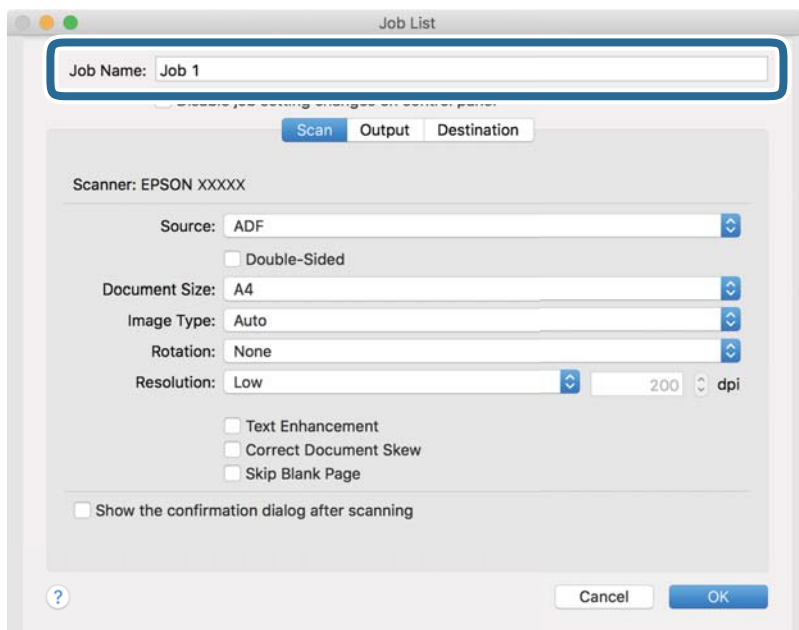 Job List
Job Name: Job 1
Scan Output Destination
Scanner: EPSON XXXXX
Source: ADF
Double-Sided
Document Size: A4
Image Type: Auto
Rotation: None
Resolution: Low 200 dpi
Text Enhancement
Correct Document Skew
Skip Blank Page
Show the confirmation dialog after scanning
? Cancel OK